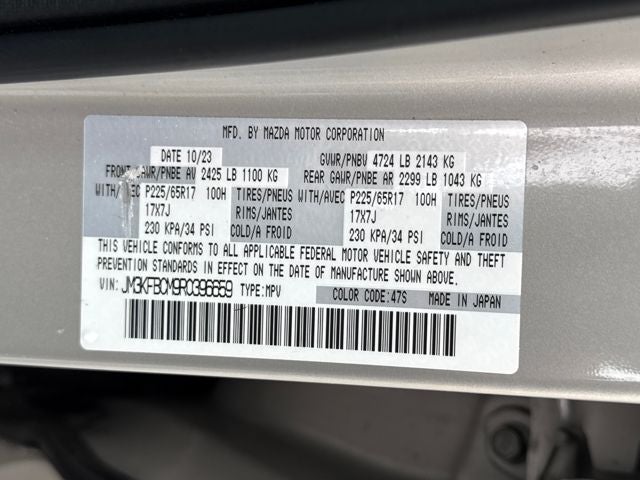 MFD. BY MAZDA MOTOR CORPORATION
DATE 10/23 GVWR/PNBV 4724 LB 2143 KG
FRONT GAWR/PNBE AV 2425 LB 1100 KG REAR GAWR/PNBE AR 2299 LB 1043 KG
WITH/AVEC P225/65R17 100H TIRES/PNEUS WITH/AVEC P225/65R17 100H TIRES/PNEUS
17X7J RIMS/JANTES 17X7J RIMS/JANTES
230 KPA/34 PSI COLD/A FROID 230 KPA/34 PSI COLD/A FROID
THIS VEHICLE CONFORMS TO ALL APPLICABLE FEDERAL MOTOR VEHICLE SAFETY AND THEFT
PREVENTION STANDARDS IN EFFECT ON THE DATE OF MANUFACTURE SHOWN ABOVE.
VIN: JM3KFBCM9R0396659 TYPE:MPV COLOR CODE:47S MADE IN JAPAN